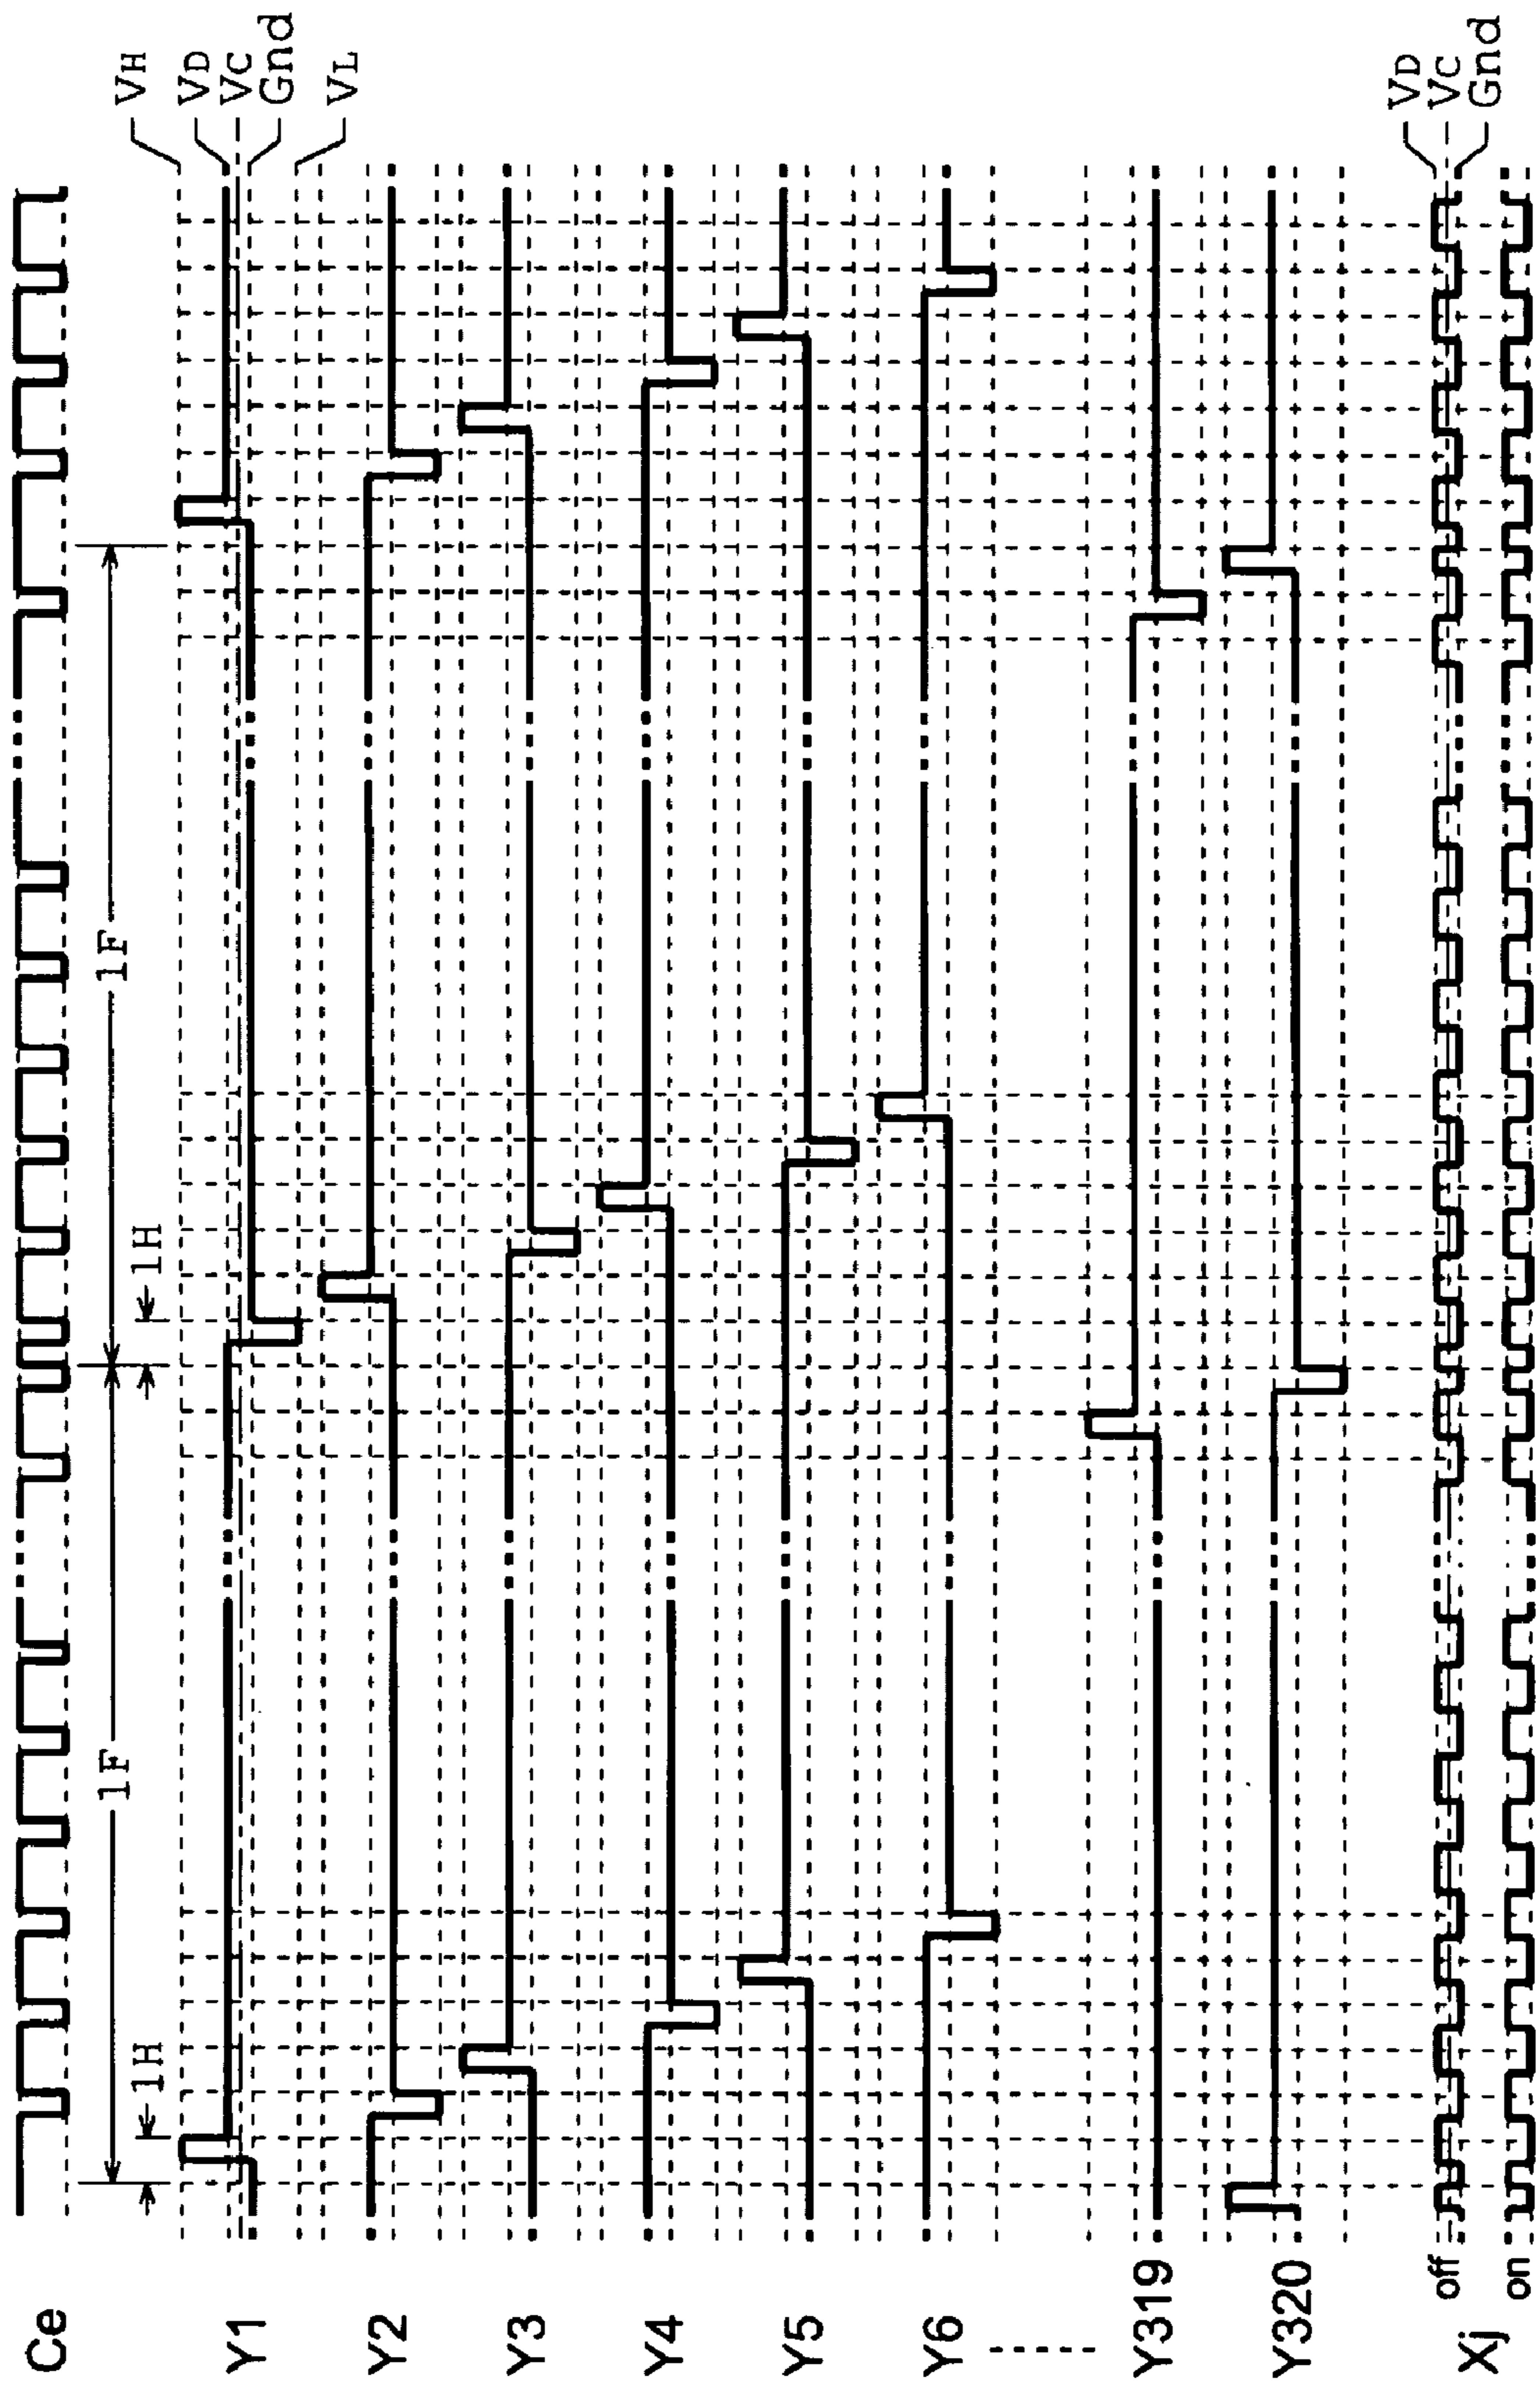 Ce
1F
1F
1H
1H
VH
VD
VC
Gnd
VL
Y1
Y2
Y3
Y4
Y5
Y6
Y319
Y320
Xj
off
on
VD
VC
Gnd